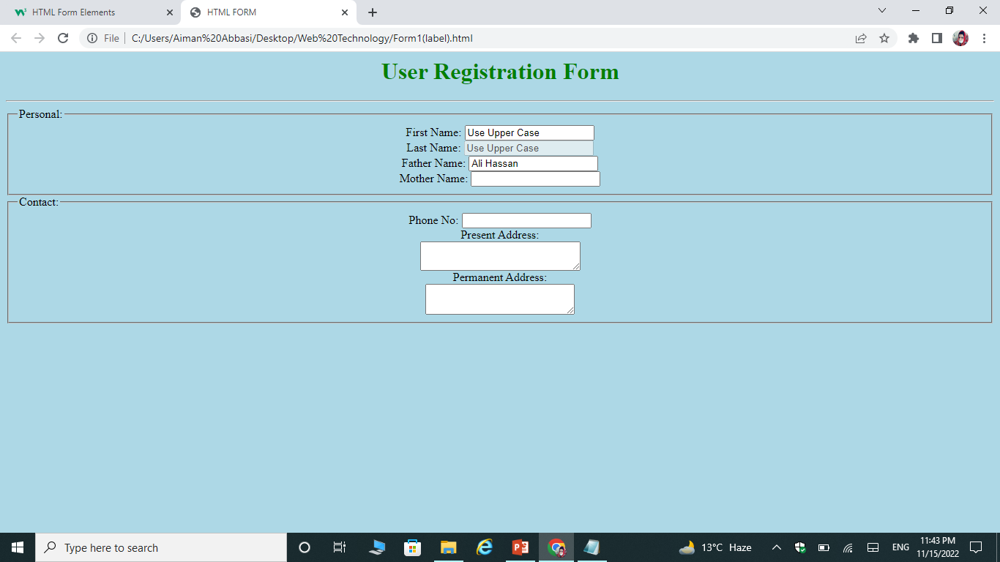 HTML Form Elements
HTML FORM
File C:/Users/Aiman%20Abbasi/Desktop/Web%20Technology/Form1(label).html
User Registration Form
Personal:
First Name: Use Upper Case
Last Name: Use Upper Case
Father Name: Ali Hassan
Mother Name:
Contact:
Phone No:
Present Address:
Permanent Address:
Type here to search
13°C Haze
ENG
11:43 PM
11/15/2022